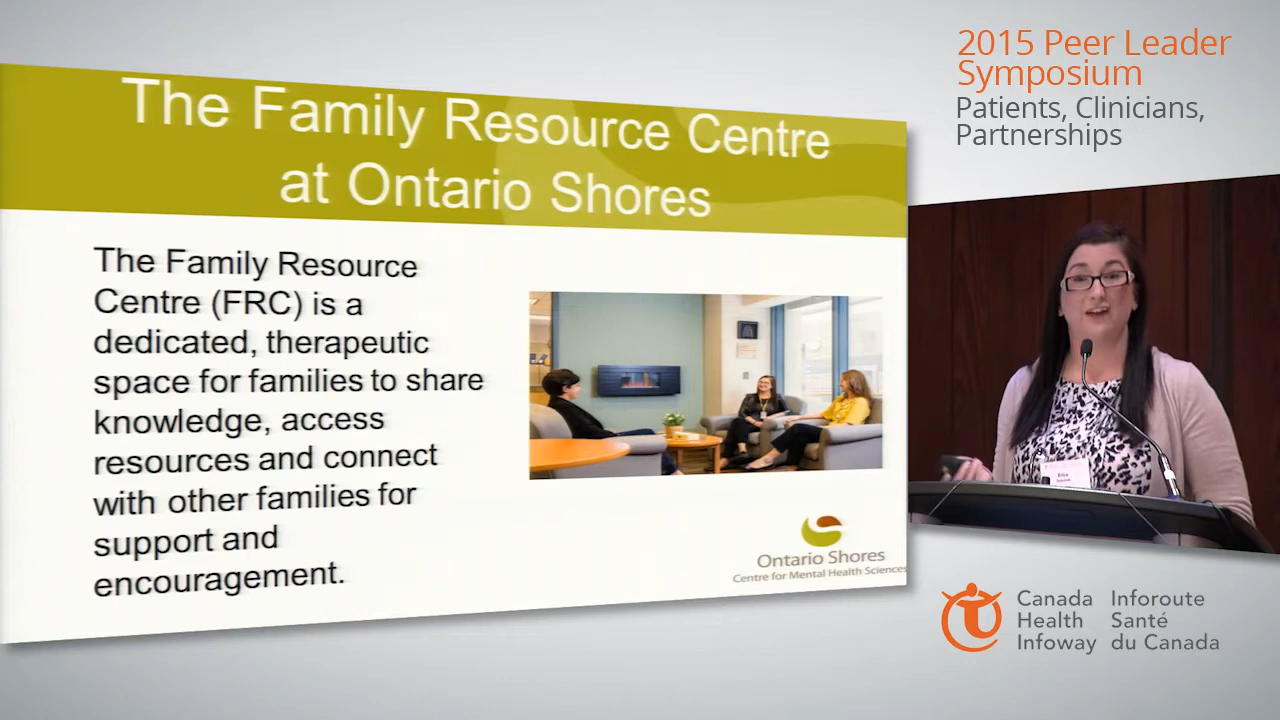 The Family Resource Centre
at Ontario Shores
The Family Resource
Centre (FRC) is a
dedicated, therapeutic
space for families to share
knowledge, access
resources and connect
with other families for
support and
encouragement.
Ontario Shores
Centre for Mental Health Sciences
2015 Peer Leader
Symposium
Patients, Clinicians,
Partnerships
Canada
Health
Infoway
Inforoute
Santé
du Canada